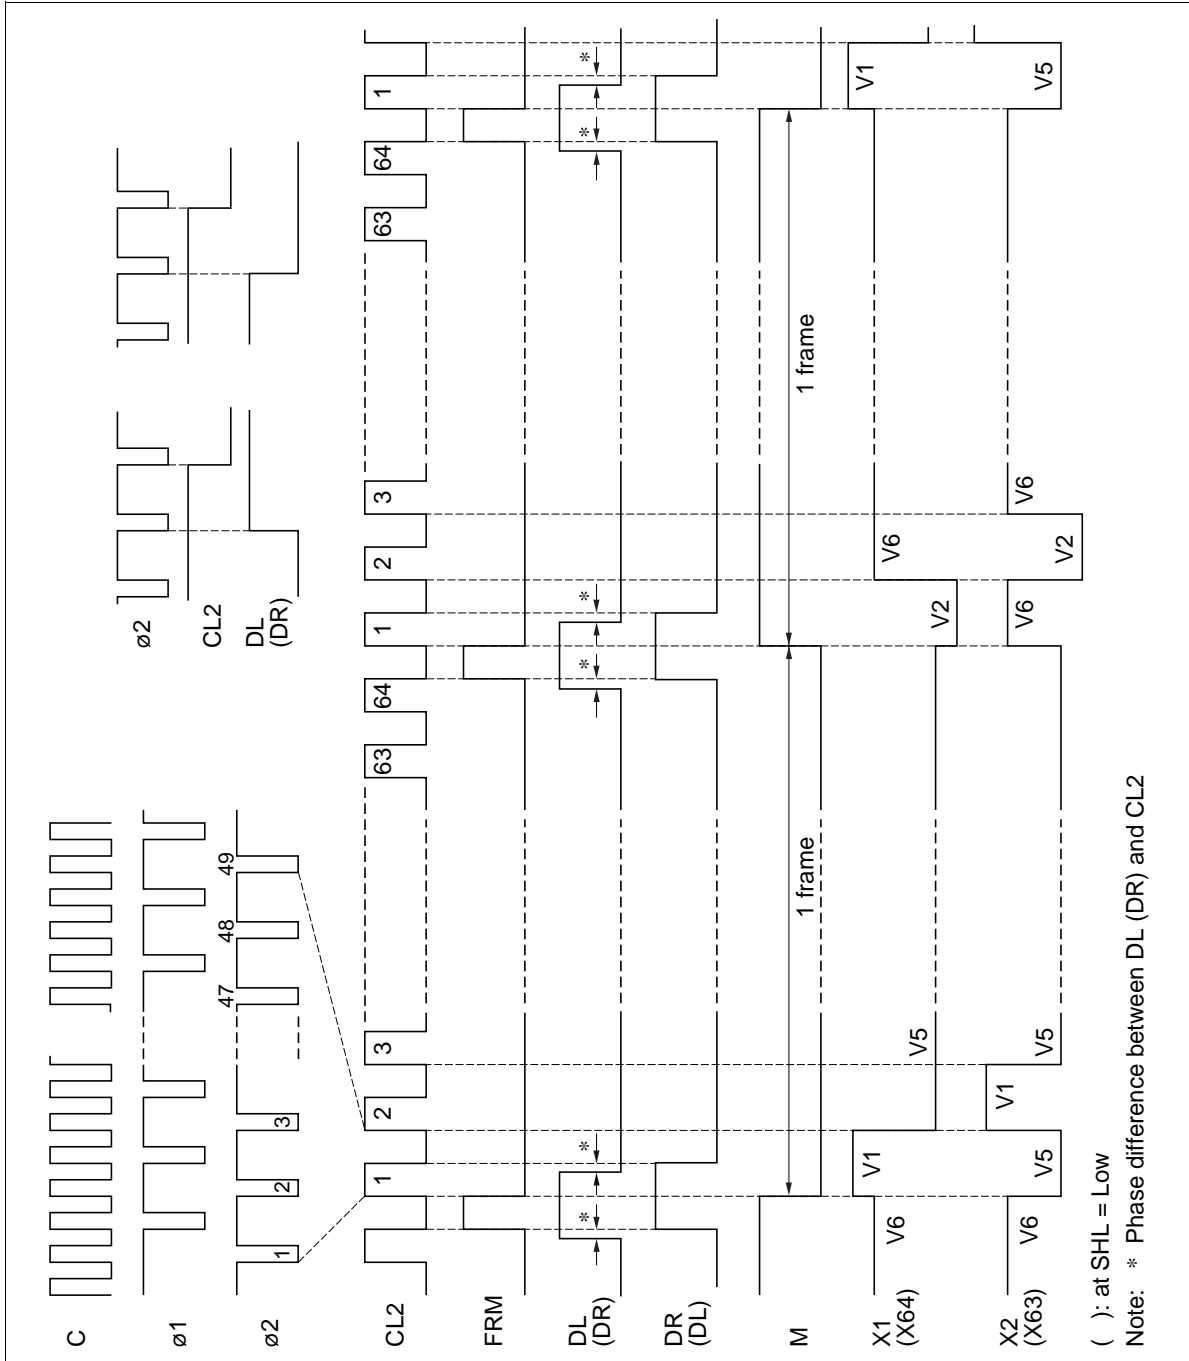 C
ø1
ø2
1 2 3 47 48 49
ø2
CL2
DL
(DR)
CL2
1 2 3 63 64 1 2 3 63 64 1
FRM
DL
(DR)
* * * * * *
DR
(DL)
M
1 frame 1 frame
X1
(X64)
V6 V1 V5 V2 V6 V1
X2
(X63)
V6 V5 V1 V5 V6 V2 V6 V5
( ): at SHL = Low
Note: * Phase difference between DL (DR) and CL2